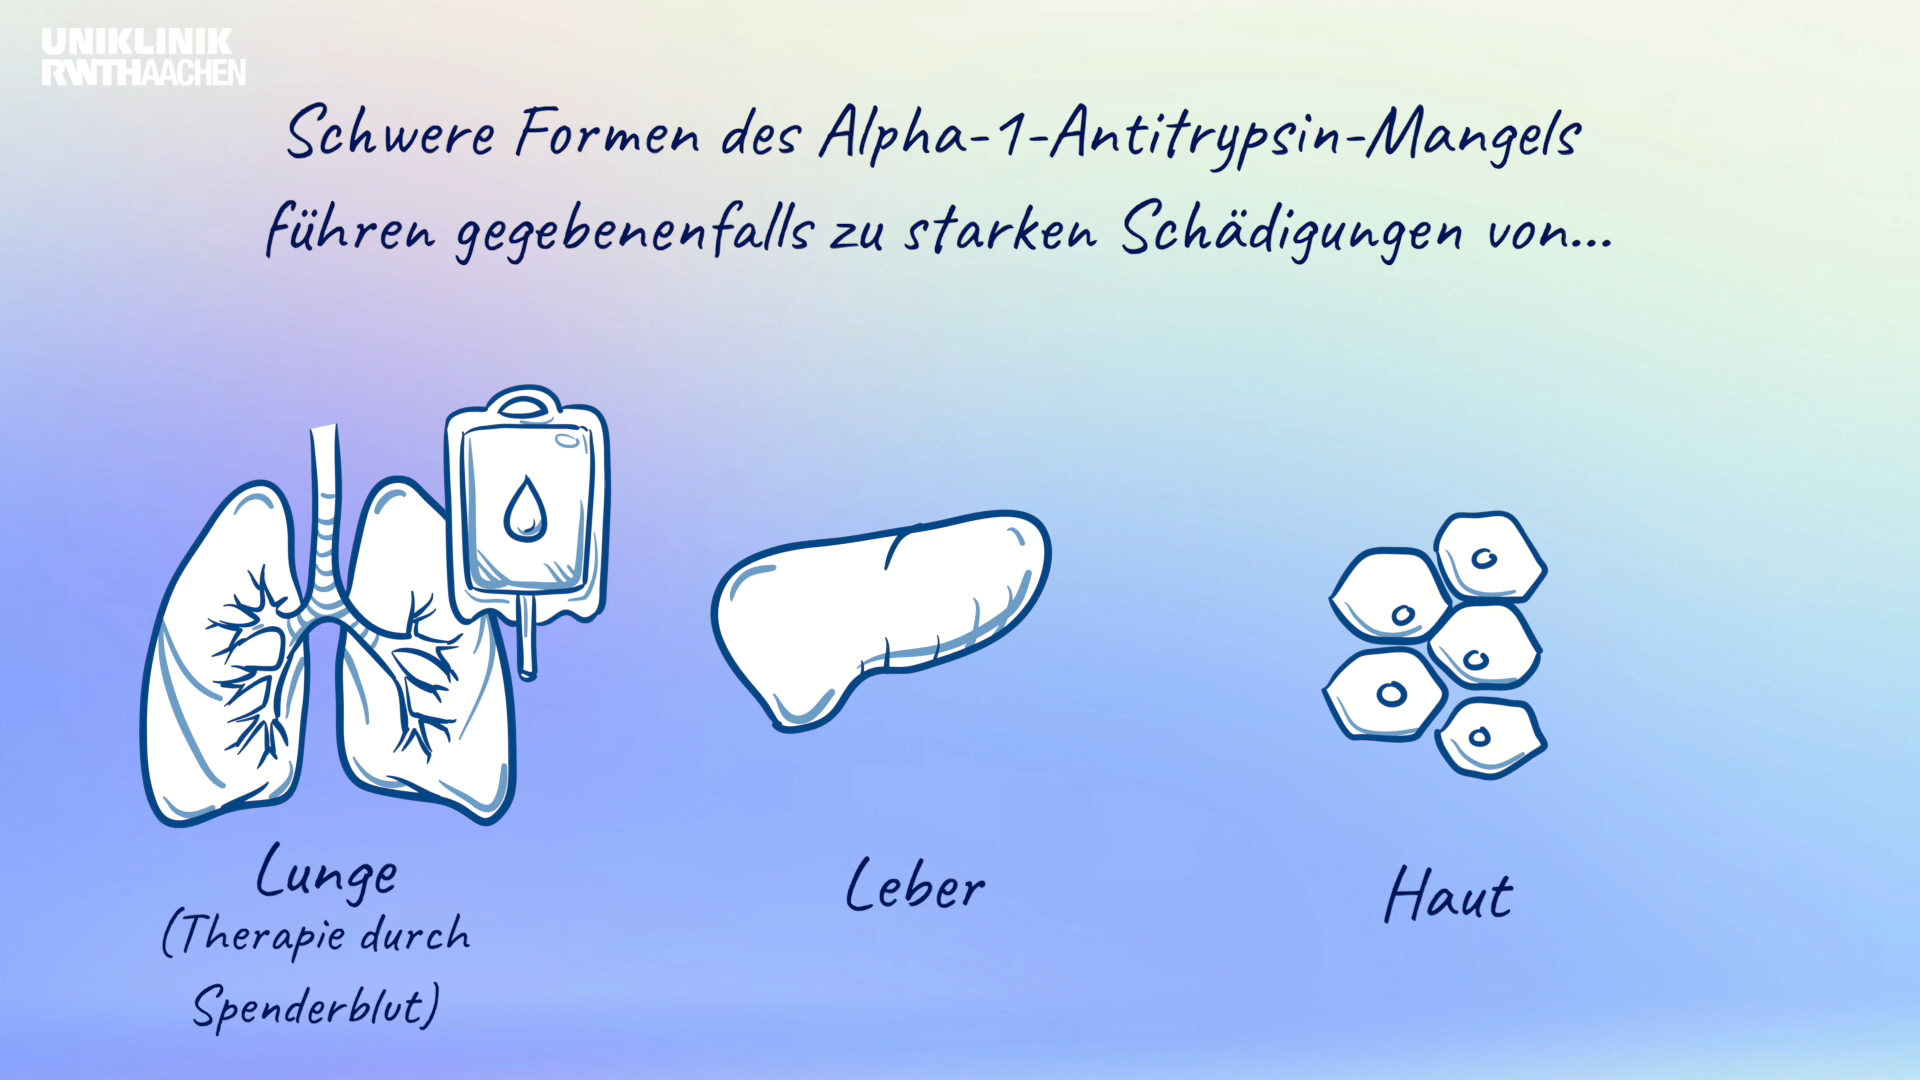 UNIKLINIK
RWTHAACHEN
Schwere Formen des Alpha-1-Antitrypsin-Mangels
führen gegebenenfalls zu starken Schädigungen von...
Lunge
(Therapie durch
Spenderblut)
Leber
Haut